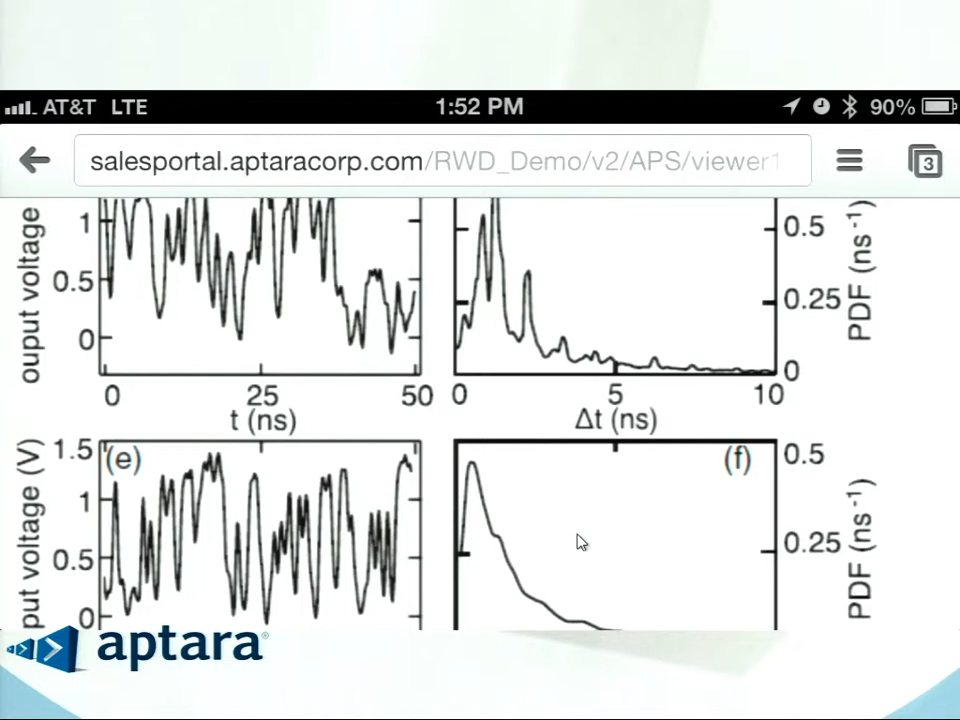 AT&T LTE 1:52 PM 90%
salesportal.aptaracorp.com/RWD_Demo/v2/APS/viewer1 3
ouput voltage
1
0.5
0
0 25 50
t (ns)
0.5
0.25
0
PDF (ns⁻¹)
0 5 10
Δt (ns)
put voltage (V)
1.5
1
0.5
0
(e)
(f)
0.5
0.25
PDF (ns⁻¹)
aptara®